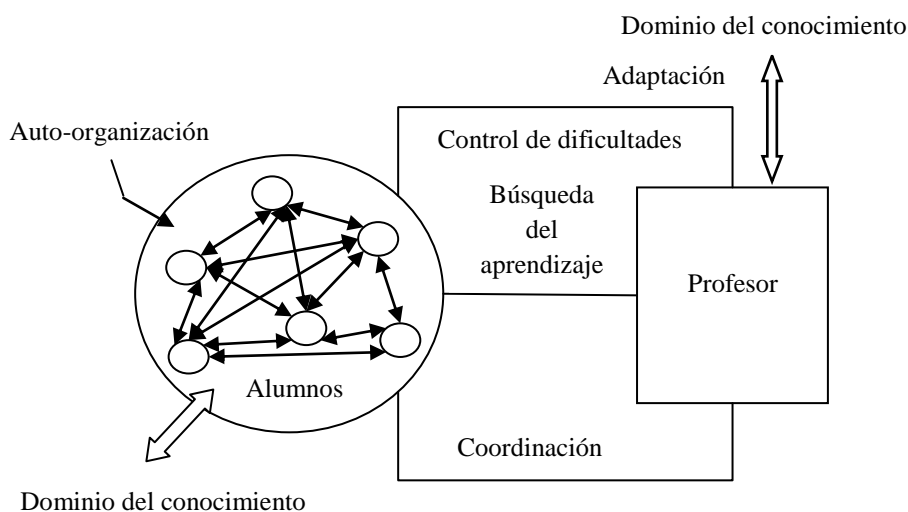 Dominio del conocimiento
Adaptación
Auto-organización
Control de dificultades
Búsqueda
del
aprendizaje
Profesor
Alumnos
Coordinación
Dominio del conocimiento